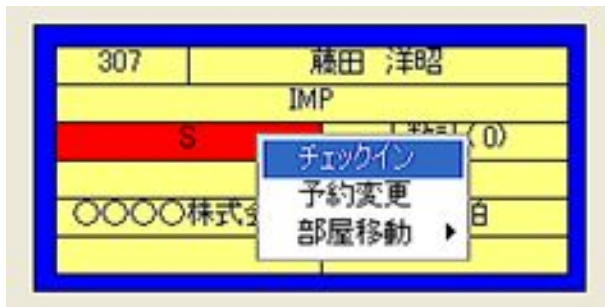 307 藤田 洋昭
IMP
S (0)
チェックイン
予約変更
○○○○株式会 泊
部屋移動